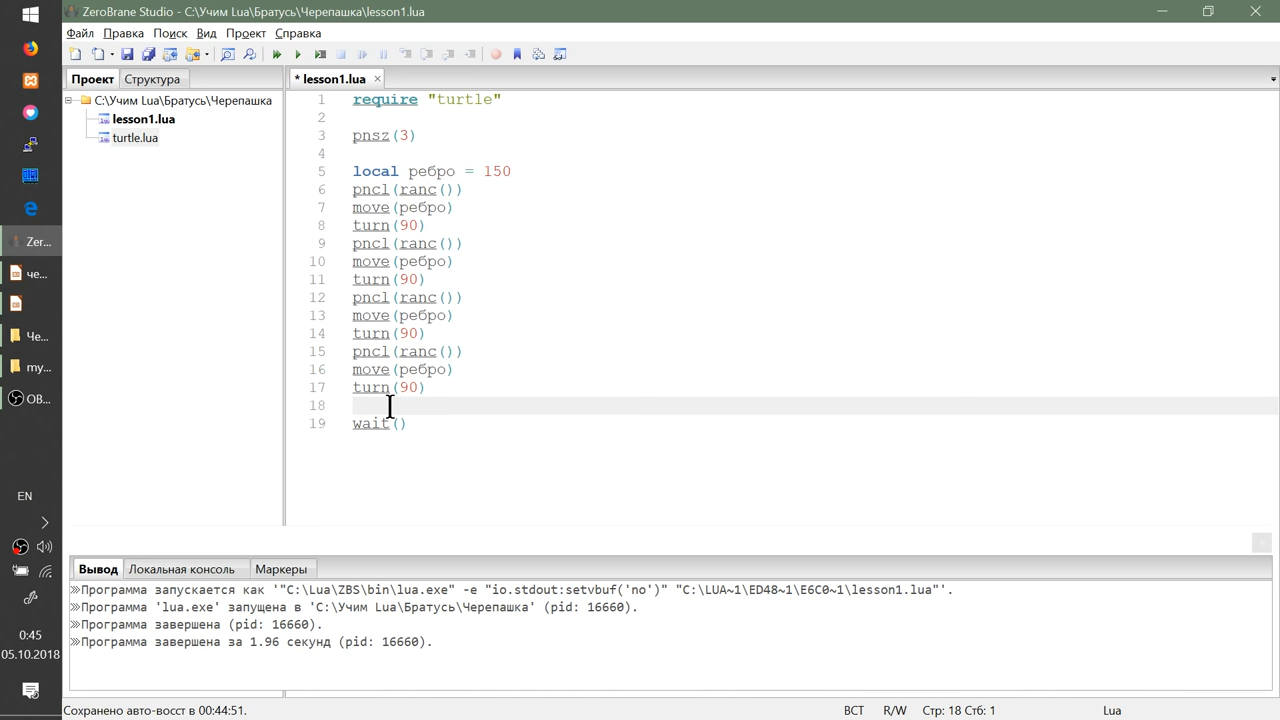 ZeroBrane Studio - C:\Учим Lua\Братусь\Черепашка\lesson1.lua
Файл Правка Поиск Вид Проект Справка
Проект Структура
* lesson1.lua
C:\Учим Lua\Братусь\Черепашка
lesson1.lua
turtle.lua
1 require "turtle"
2
3 pnsz(3)
4
5 local ребро = 150
6 pncl(ranc())
7 move(ребро)
8 turn(90)
9 pncl(ranc())
10 move(ребро)
11 turn(90)
12 pncl(ranc())
13 move(ребро)
14 turn(90)
15 pncl(ranc())
16 move(ребро)
17 turn(90)
18
19 wait()
Zer...
че...
Че...
my...
OB...
EN
0:45
05.10.2018
Вывод Локальная консоль Маркеры
Программа запускается как '"C:\Lua\ZBS\bin\lua.exe" -e "io.stdout:setvbuf('no')" "C:\LUA~1\ED48~1\E6C0~1\lesson1.lua"'.
Программа 'lua.exe' запущена в 'C:\Учим Lua\Братусь\Черепашка' (pid: 16660).
Программа завершена (pid: 16660).
Программа завершена за 1.96 секунд (pid: 16660).
Сохранено авто-восст в 00:44:51.
ВСТ R/W Стр: 18 Стб: 1 Lua